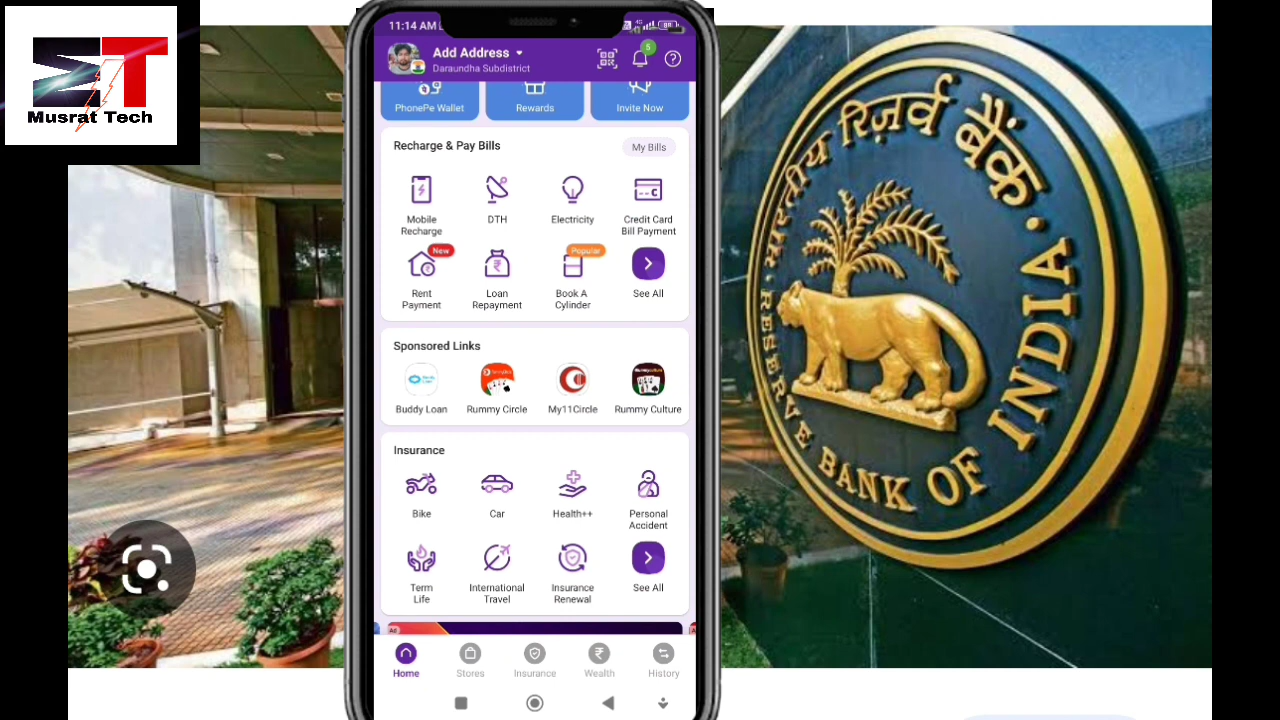 Musrat Tech
11:14 AM
4G
Add Address
Daraundha Subdistrict
5
PhonePe Wallet
Rewards
Invite Now
Recharge & Pay Bills
My Bills
Mobile
Recharge
DTH
Electricity
Credit Card
Bill Payment
New
Rent
Payment
Loan
Repayment
Popular
Book A
Cylinder
See All
Sponsored Links
Buddy Loan
Rummy Circle
My11Circle
Rummy Culture
Insurance
Bike
Car
Health++
Personal
Accident
Term
Life
International
Travel
Insurance
Renewal
See All
Ad
Home
Stores
Insurance
Wealth
History
भारतीय रिज़र्व बैंक
RESERVE BANK OF INDIA